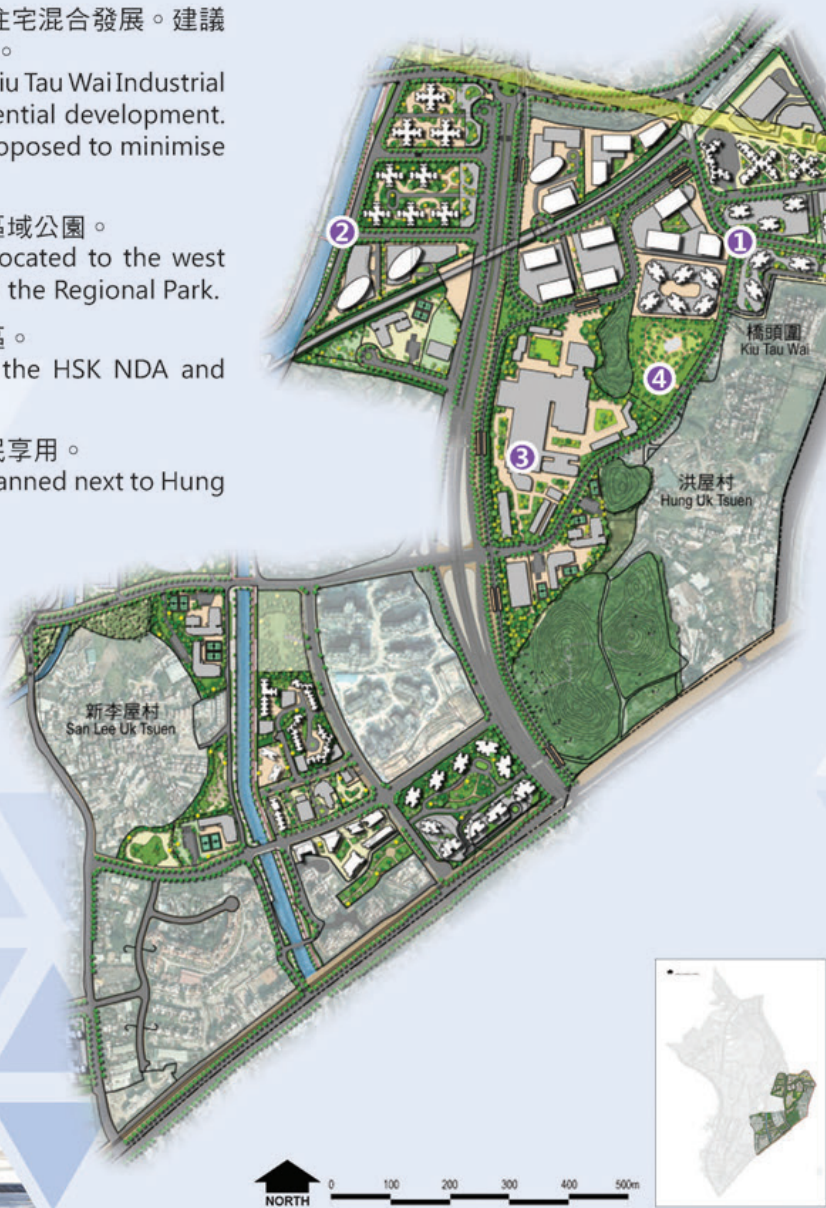 住宅混合發展。建議
。
iu Tau Wai Industrial
ential development.
oposed to minimise
區域公園。
ocated to the west
the Regional Park.
區。
the HSK NDA and
民享用。
anned next to Hung
2
1
橋頭圍
Kiu Tau Wai
4
3
洪屋村
Hung Uk Tsuen
新李屋村
San Lee Uk Tsuen
NORTH
0 100 200 300 400 500m